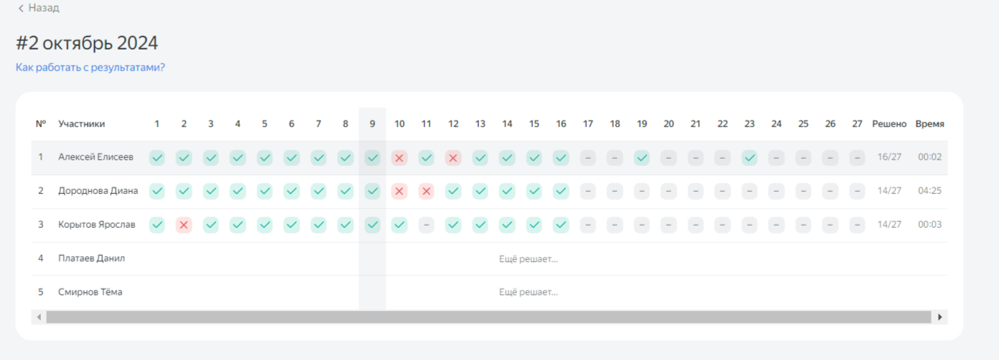 Назад
#2 октябрь 2024
Как работать с результатами?
№ Участники 1 2 3 4 5 6 7 8 9 10 11 12 13 14 15 16 17 18 19 20 21 22 23 24 25 26 27 Решено Время
1 Алексей Елисеев 16/27 00:02
2 Дороднова Диана 14/27 04:25
3 Корытов Ярослав 14/27 00:03
4 Платаев Данил Ещё решает...
5 Смирнов Тёма Ещё решает...